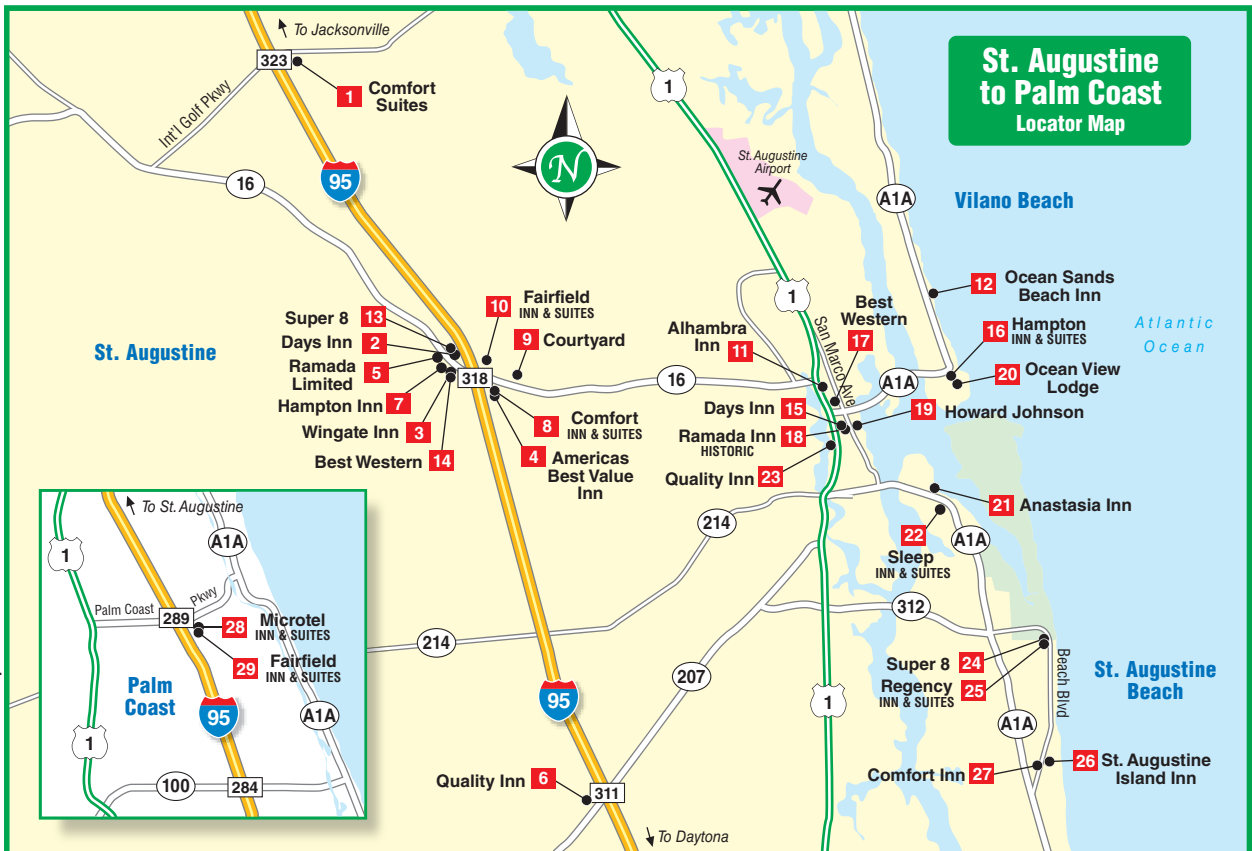 St. Augustine
to Palm Coast
Locator Map
To Jacksonville
323
1 Comfort
Suites
Int'l Golf Pkwy
95
16
N
1
St. Augustine
Airport
A1A
Vilano Beach
12 Ocean Sands
Beach Inn
Atlantic
Ocean
16 Hampton
INN & SUITES
20 Ocean View
Lodge
St. Augustine
Super 8 13
Days Inn 2
Ramada
Limited 5
Hampton Inn 7
Wingate Inn 3
Best Western 14
318
10 Fairfield
INN & SUITES
9 Courtyard
8 Comfort
INN & SUITES
4 Americas
Best Value
Inn
16
1
San Marco Ave
Alhambra
Inn
11
Best
Western
17
A1A
Days Inn 15
Ramada Inn 18
HISTORIC
Quality Inn 23
19 Howard Johnson
21 Anastasia Inn
22
Sleep
INN & SUITES
A1A
214
312
214
207
Super 8 24
Regency 25
INN & SUITES
Beach Blvd
St. Augustine
Beach
1
A1A
Comfort Inn 27
26 St. Augustine
Island Inn
95
Quality Inn 6
311
To Daytona
To St. Augustine
1
A1A
Palm Coast Pkwy
289
28 Microtel
INN & SUITES
29 Fairfield
INN & SUITES
Palm
Coast
95
A1A
1
100
284